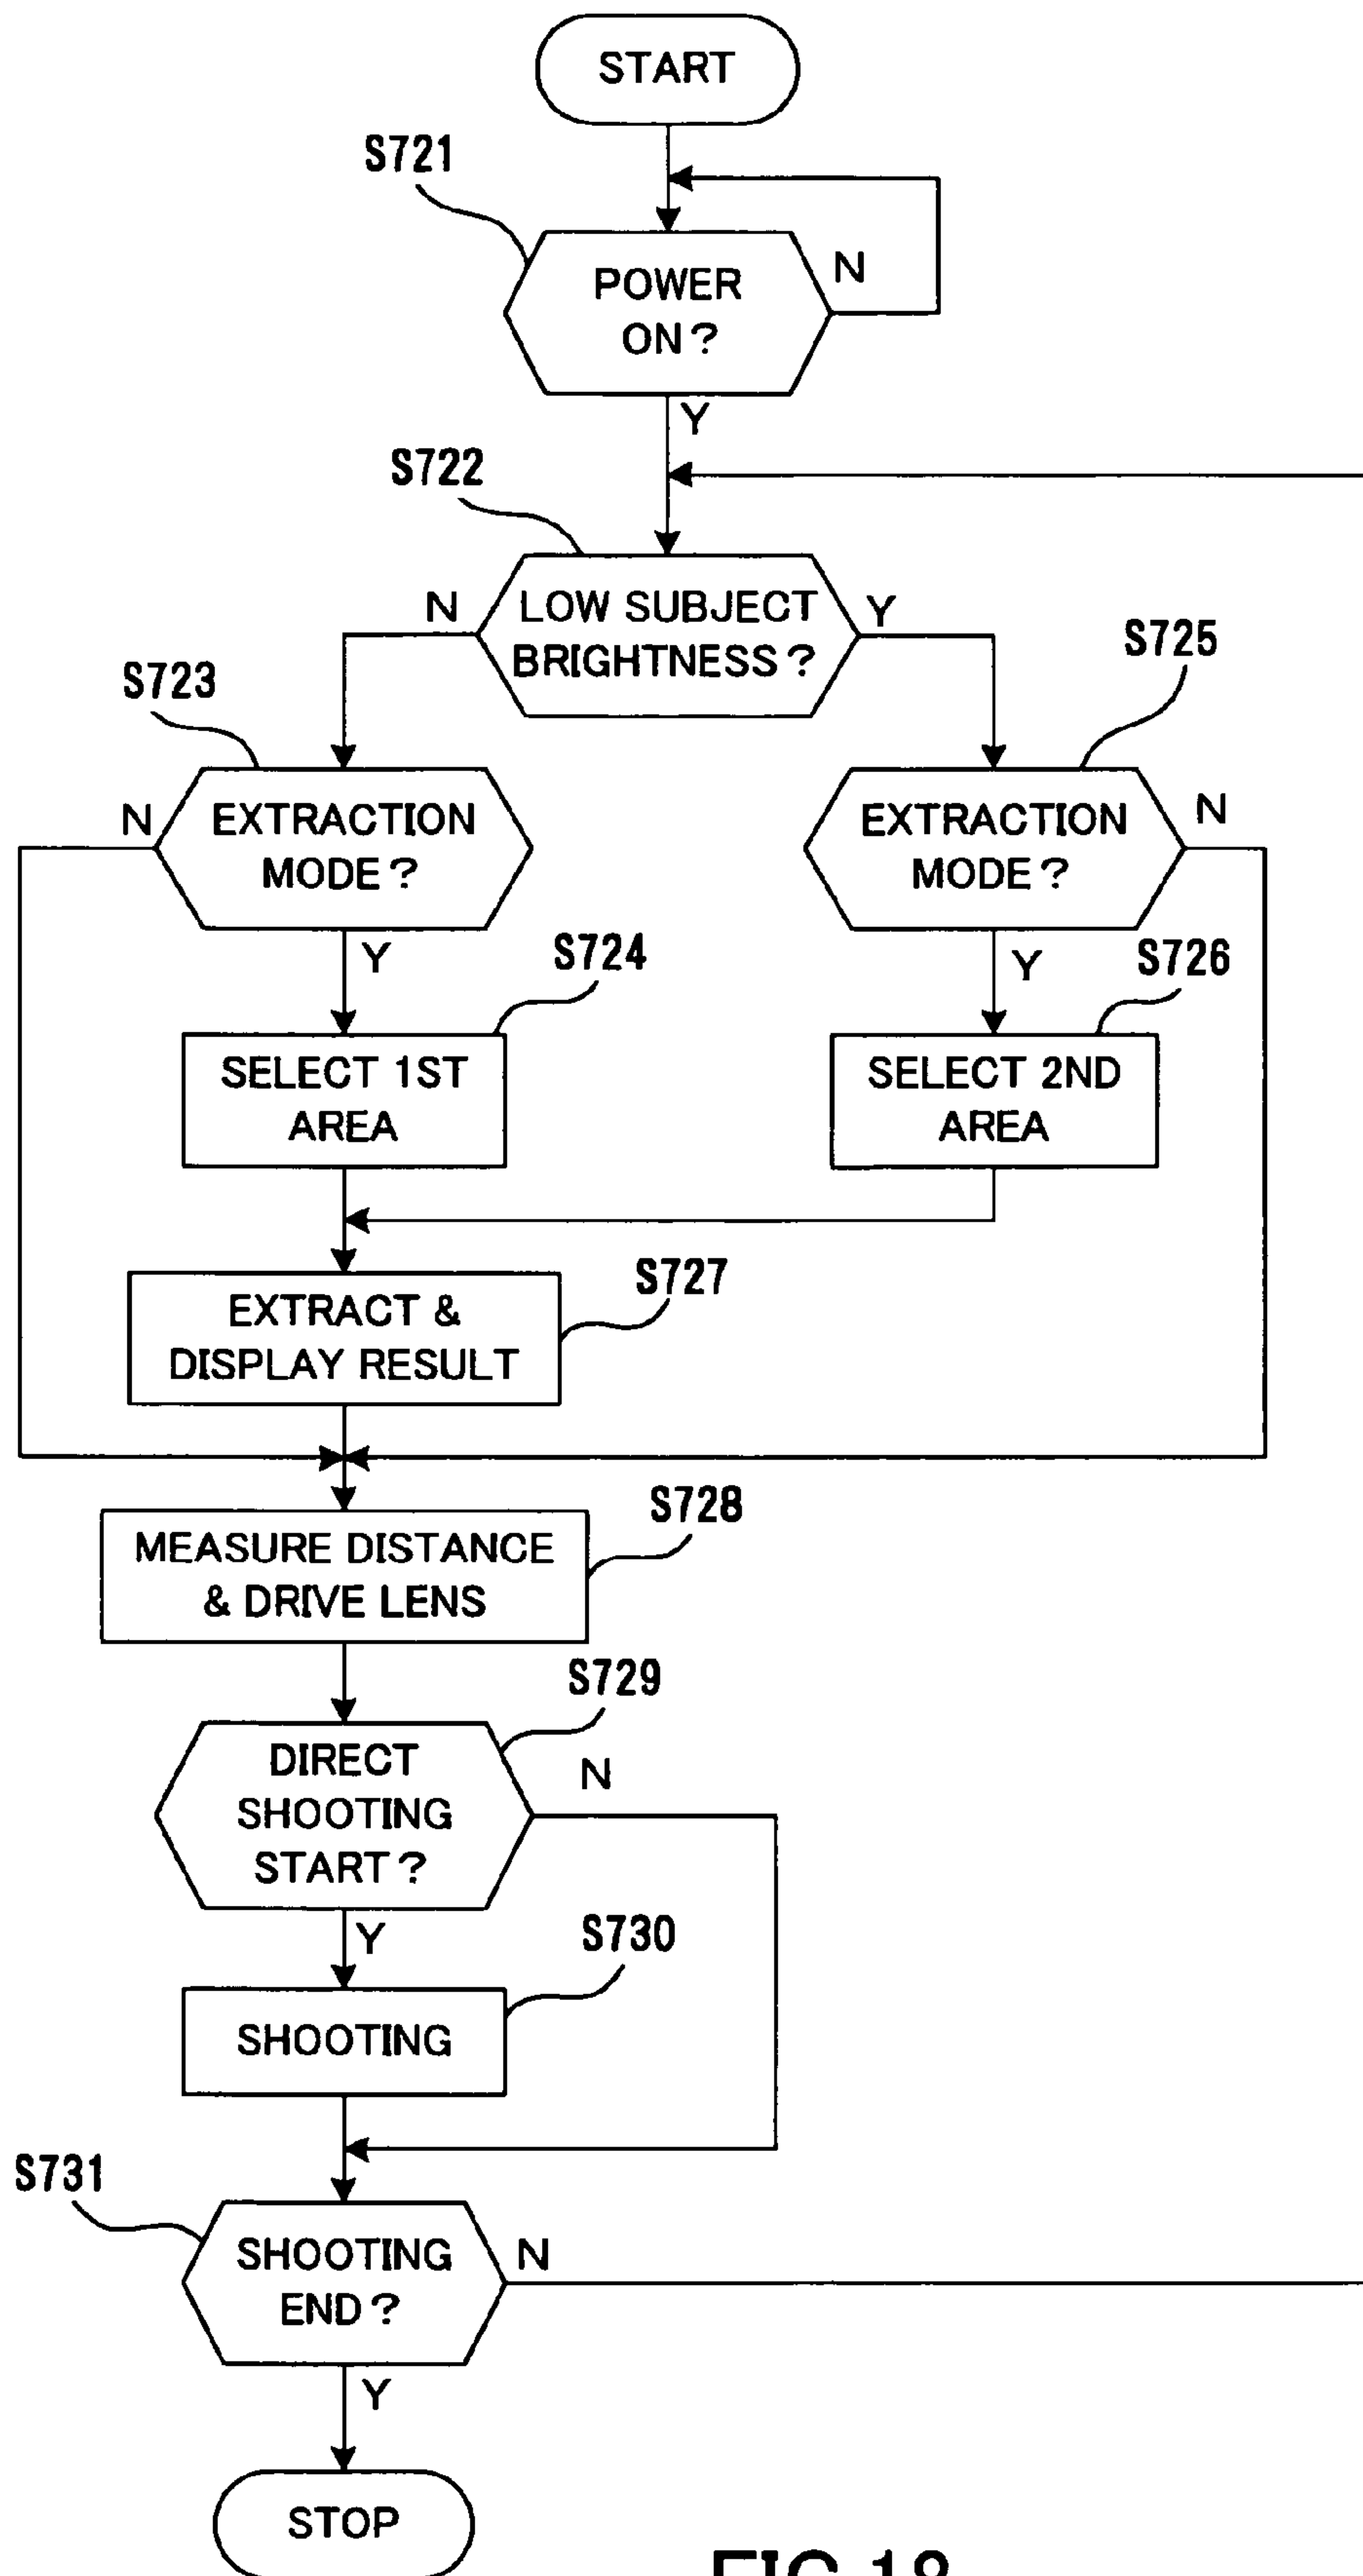 START
S721
POWER
ON?
N
Y
S722
LOW SUBJECT
BRIGHTNESS?
N
Y
S723
S725
EXTRACTION
MODE?
N
Y
EXTRACTION
MODE?
N
Y
S724
S726
SELECT 1ST
AREA
SELECT 2ND
AREA
S727
EXTRACT &
DISPLAY RESULT
S728
MEASURE DISTANCE
& DRIVE LENS
S729
DIRECT
SHOOTING
START?
N
Y
S730
SHOOTING
S731
SHOOTING
END?
N
Y
STOP
FIG.18